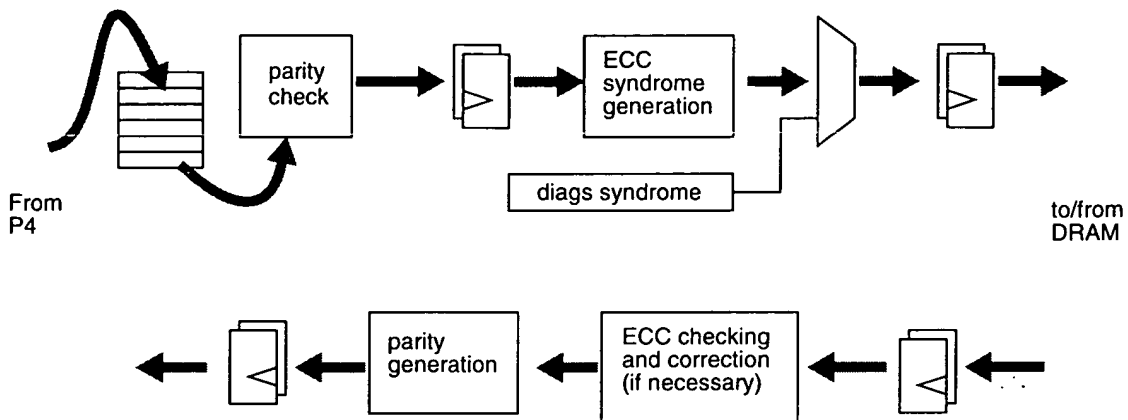 parity
check
ECC
syndrome
generation
diags syndrome
From
P4
to/from
DRAM
parity
generation
ECC checking
and correction
(if necessary)